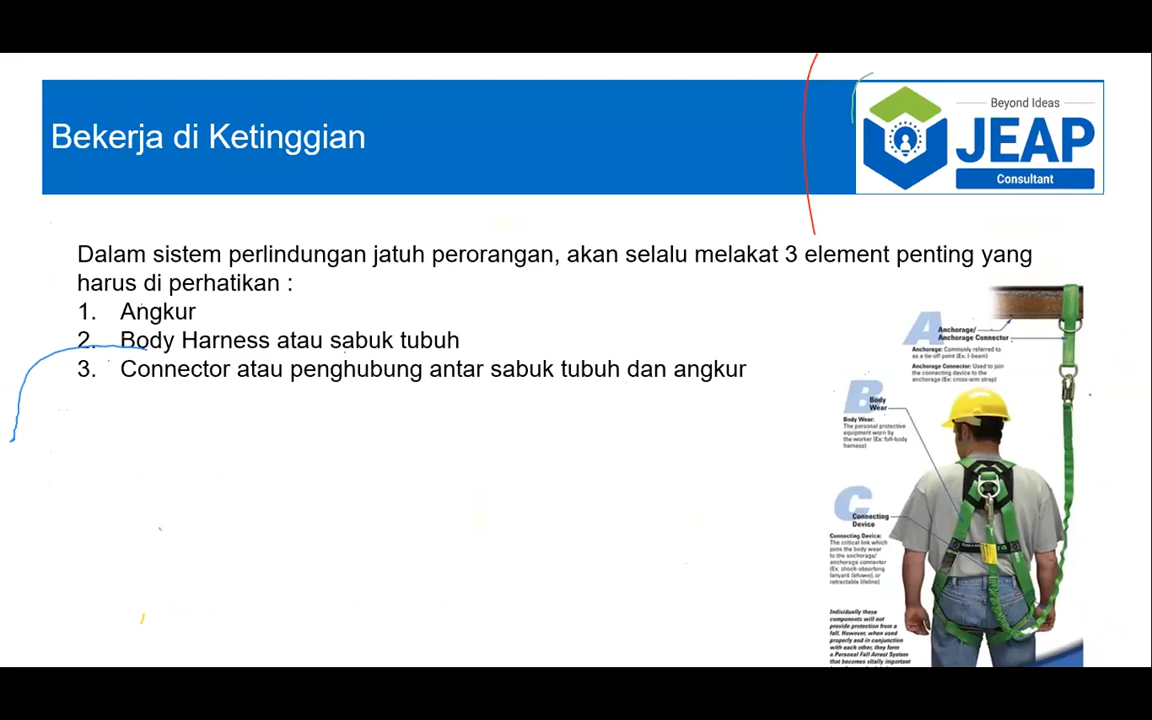 Bekerja di Ketinggian
Beyond Ideas
JEAP
Consultant
Dalam sistem perlindungan jatuh perorangan, akan selalu melakat 3 element penting yang
harus di perhatikan :
1. Angkur
2. Body Harness atau sabuk tubuh
3. Connector atau penghubung antar sabuk tubuh dan angkur
A
Anchorage/
Anchorage Connector
Anchorage: Commonly referred to
as a tie-off point (Ex: I-beam)
Anchorage Connector: Used to join
the connecting device to the
anchorage (Ex: cross-arm strap)
B
Body
Wear
Body Wear:
The personal protective
equipment worn by
the worker (Ex: full-body
harness)
C
Connecting
Device
Connecting Device:
The critical link which
joins the body wear
to the anchorage/
anchorage connector
(Ex: shock-absorbing
lanyard (shown), or
retractable lifeline)
Individually these
components will not
provide protection from a
fall. However, when used
properly and in conjunction
with each other, they form
a Personal Fall Arrest System
that becomes vitally important